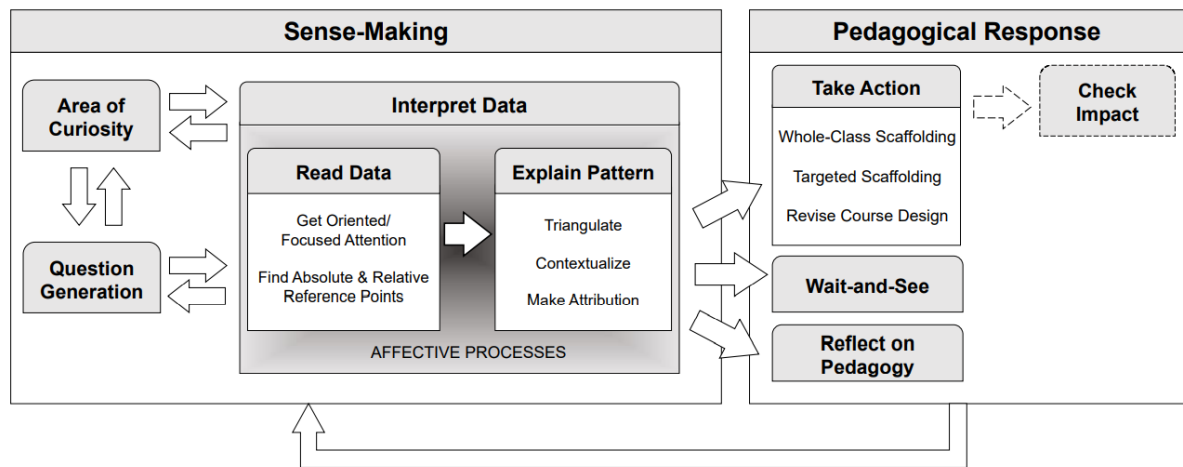 Sense-Making
Area of
Curiosity
Question
Generation
Interpret Data
Read Data
Get Oriented/
Focused Attention
Find Absolute & Relative
Reference Points
Explain Pattern
Triangulate
Contextualize
Make Attribution
AFFECTIVE PROCESSES
Pedagogical Response
Take Action
Whole-Class Scaffolding
Targeted Scaffolding
Revise Course Design
Check
Impact
Wait-and-See
Reflect on
Pedagogy